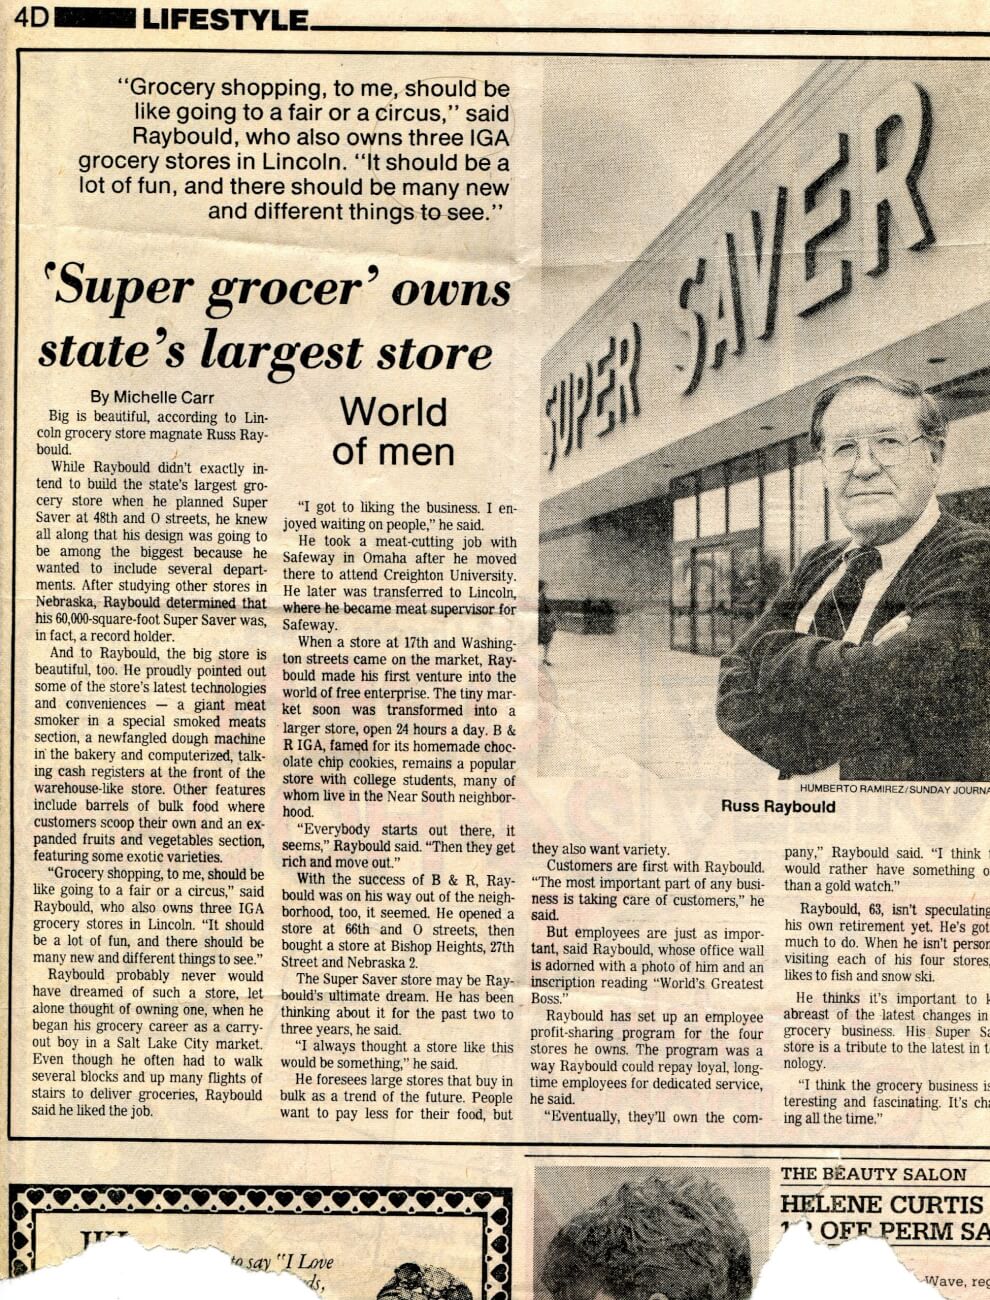 4D LIFESTYLE
"Grocery shopping, to me, should be
like going to a fair or a circus," said
Raybould, who also owns three IGA
grocery stores in Lincoln. "It should be a
lot of fun, and there should be many new
and different things to see."
'Super grocer' owns
state's largest store
By Michelle Carr
Big is beautiful, according to Lin-
coln grocery store magnate Russ Ray-
bould.
While Raybould didn't exactly in-
tend to build the state's largest gro-
cery store when he planned Super
Saver at 48th and O streets, he knew
all along that his design was going to
be among the biggest because he
wanted to include several depart-
ments. After studying other stores in
Nebraska, Raybould determined that
his 60,000-square-foot Super Saver was,
in fact, a record holder.
And to Raybould, the big store is
beautiful, too. He proudly pointed out
some of the store's latest technologies
and conveniences — a giant meat
smoker in a special smoked meats
section, a newfangled dough machine
in the bakery and computerized, talk-
ing cash registers at the front of the
warehouse-like store. Other features
include barrels of bulk food where
customers scoop their own and an ex-
panded fruits and vegetables section,
featuring some exotic varieties.
"Grocery shopping, to me, should be
like going to a fair or a circus," said
Raybould, who also owns three IGA
grocery stores in Lincoln. "It should
be a lot of fun, and there should be
many new and different things to see."
Raybould probably never would
have dreamed of such a store, let
alone thought of owning one, when he
began his grocery career as a carry-
out boy in a Salt Lake City market.
Even though he often had to walk
several blocks and up many flights of
stairs to deliver groceries, Raybould
said he liked the job.
World
of men
"I got to liking the business. I en-
joyed waiting on people," he said.
He took a meat-cutting job with
Safeway in Omaha after he moved
there to attend Creighton University.
He later was transferred to Lincoln,
where he became meat supervisor for
Safeway.
When a store at 17th and Washing-
ton streets came on the market, Ray-
bould made his first venture into the
world of free enterprise. The tiny mar-
ket soon was transformed into a
larger store, open 24 hours a day. B &
R IGA, famed for its homemade choc-
olate chip cookies, remains a popular
store with college students, many of
whom live in the Near South neighbor-
hood.
"Everybody starts out there, it
seems," Raybould said. "Then they get
rich and move out."
With the success of B & R, Ray-
bould was on his way out of the neigh-
borhood, too, it seemed. He opened a
store at 66th and O streets, then
bought a store at Bishop Heights, 27th
Street and Nebraska 2.
The Super Saver store may be Ray-
bould's ultimate dream. He has been
thinking about it for the past two to
three years, he said.
"I always thought a store like this
would be something," he said.
He foresees large stores that buy in
bulk as a trend of the future. People
want to pay less for their food, but
SUPER SAVER
HUMBERTO RAMIREZ/SUNDAY JOURNA
Russ Raybould
they also want variety.
Customers are first with Raybould.
"The most important part of any busi-
ness is taking care of customers," he
said.
But employees are just as impor-
tant, said Raybould, whose office wall
is adorned with a photo of him and an
inscription reading "World's Greatest
Boss."
Raybould has set up an employee
profit-sharing program for the four
stores he owns. The program was a
way Raybould could repay loyal, long-
time employees for dedicated service,
he said.
"Eventually, they'll own the com-
pany," Raybould said. "I think
would rather have something o
than a gold watch."
Raybould, 63, isn't speculating
his own retirement yet. He's got
much to do. When he isn't person
visiting each of his four stores,
likes to fish and snow ski.
He thinks it's important to k
abreast of the latest changes in
grocery business. His Super Sa
store is a tribute to the latest in t
nology.
"I think the grocery business is
teresting and fascinating. It's cha
ing all the time."
to say "I Love
THE BEAUTY SALON
HELENE CURTIS
OFF PERM SA
Wave, reg